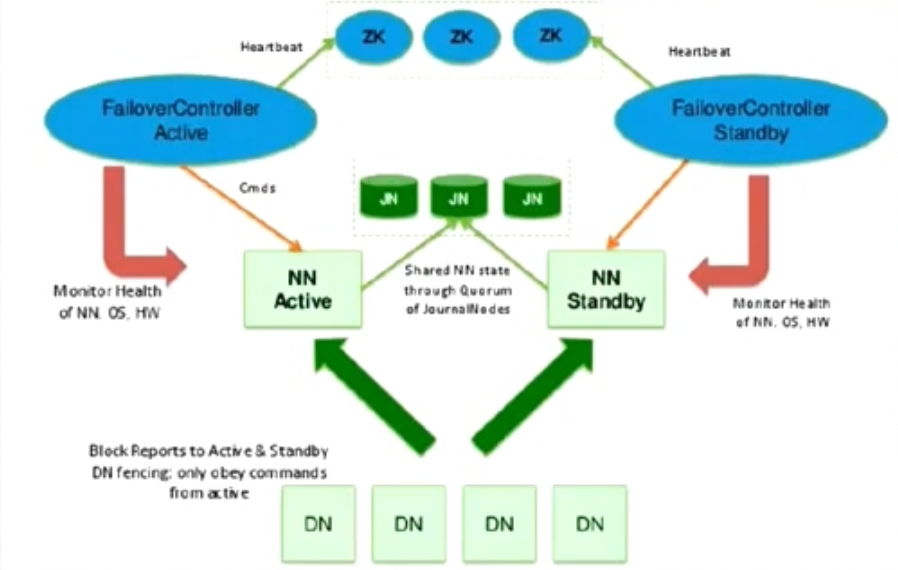 Heartbeat
ZK
ZK
ZK
Heartbeat
FailoverController
Active
FailoverController
Standby
Cmds
JN
JN
JN
NN
Active
Shared NN state
through Quorum
of JournalNodes
NN
Standby
Monitor Health
of NN. OS, HW
Monitor Health
of NN. OS, HW
Block Reports to Active & Standby
DN fencing: only obey commands
from active
DN
DN
DN
DN